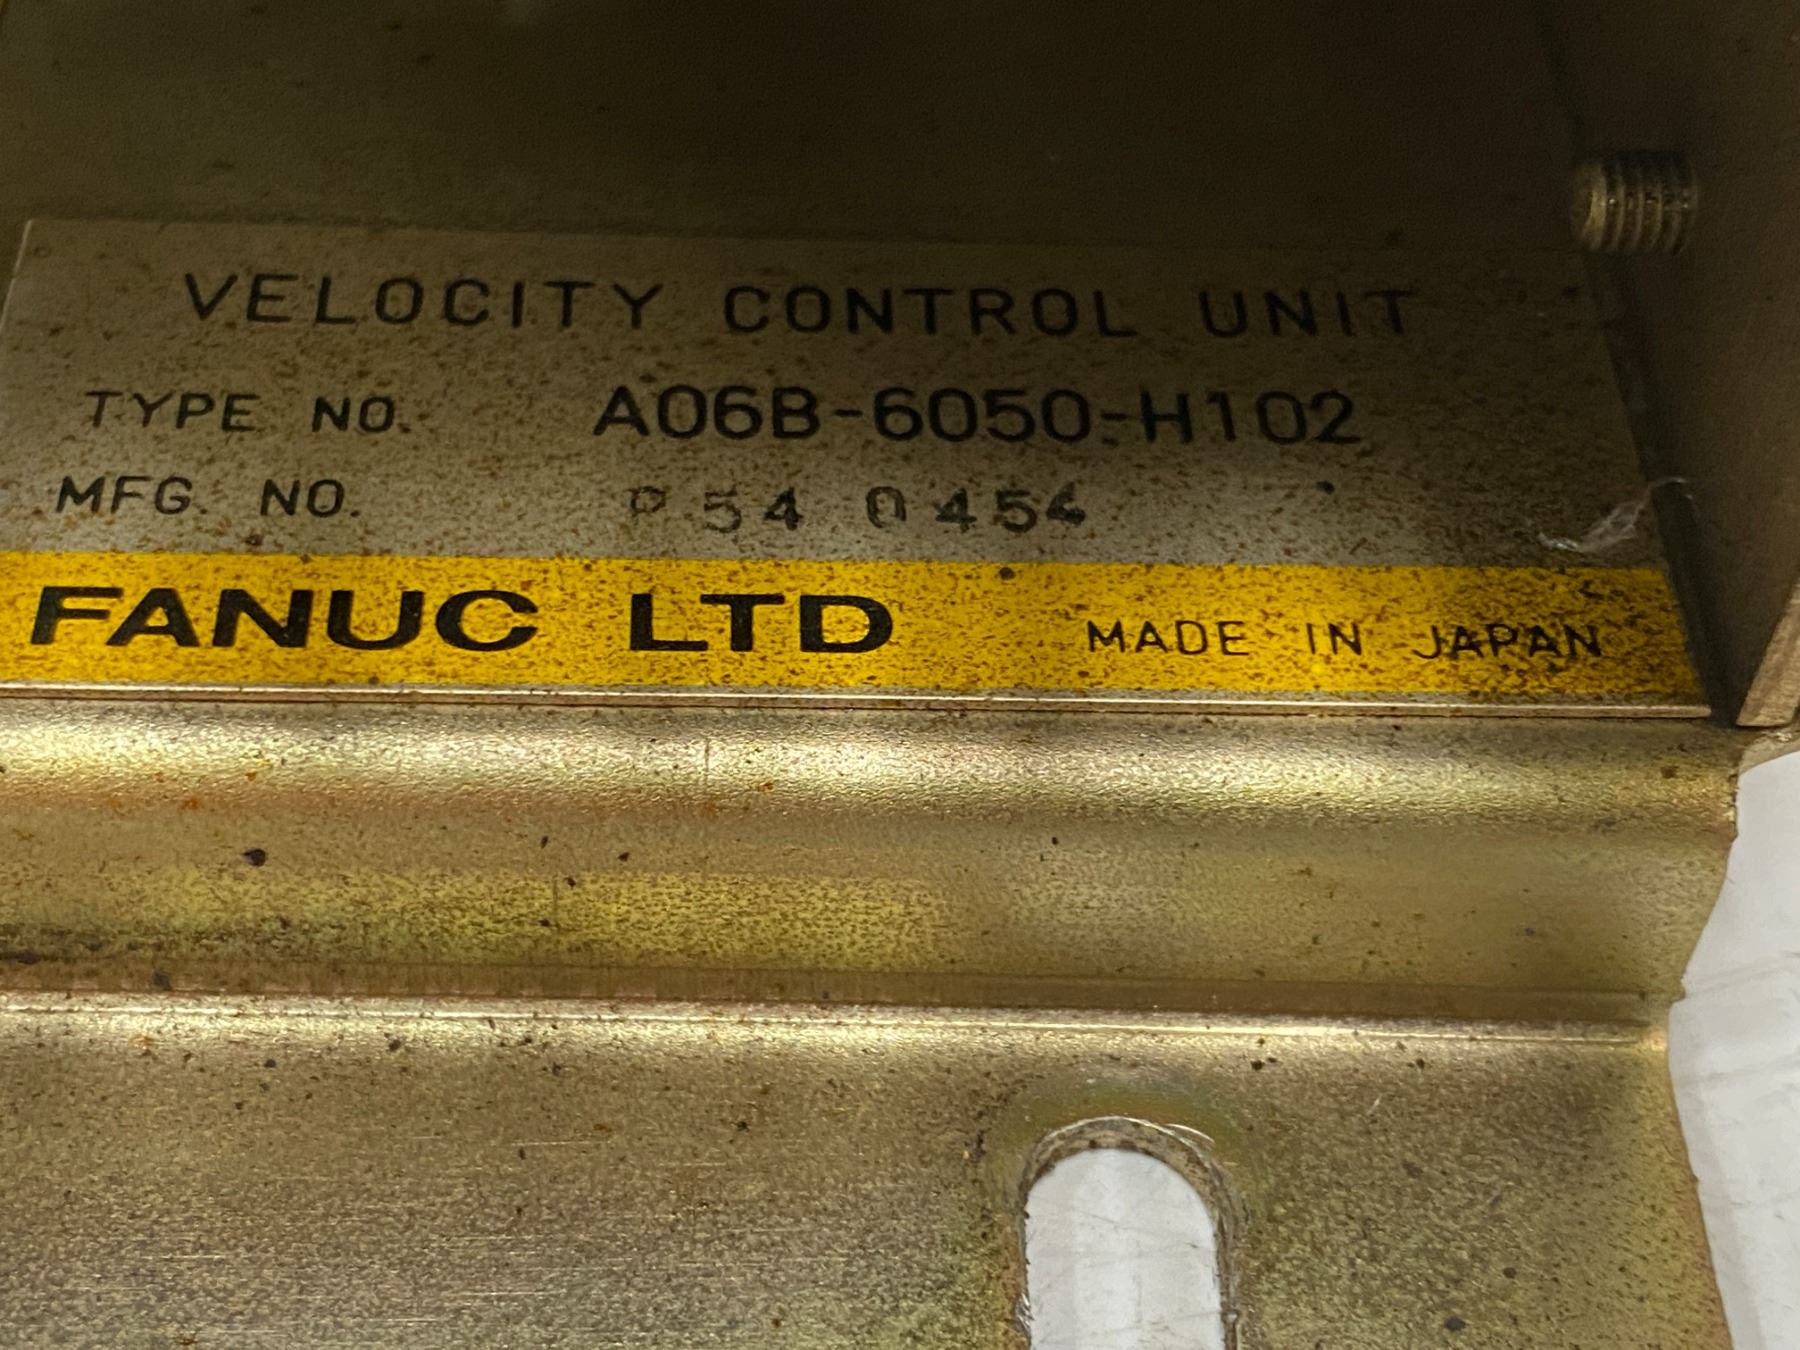 VELOCITY CONTROL UNIT
TYPE NO. A06B-6050-H102
MFG. NO. P54 0454
FANUC LTD MADE IN JAPAN